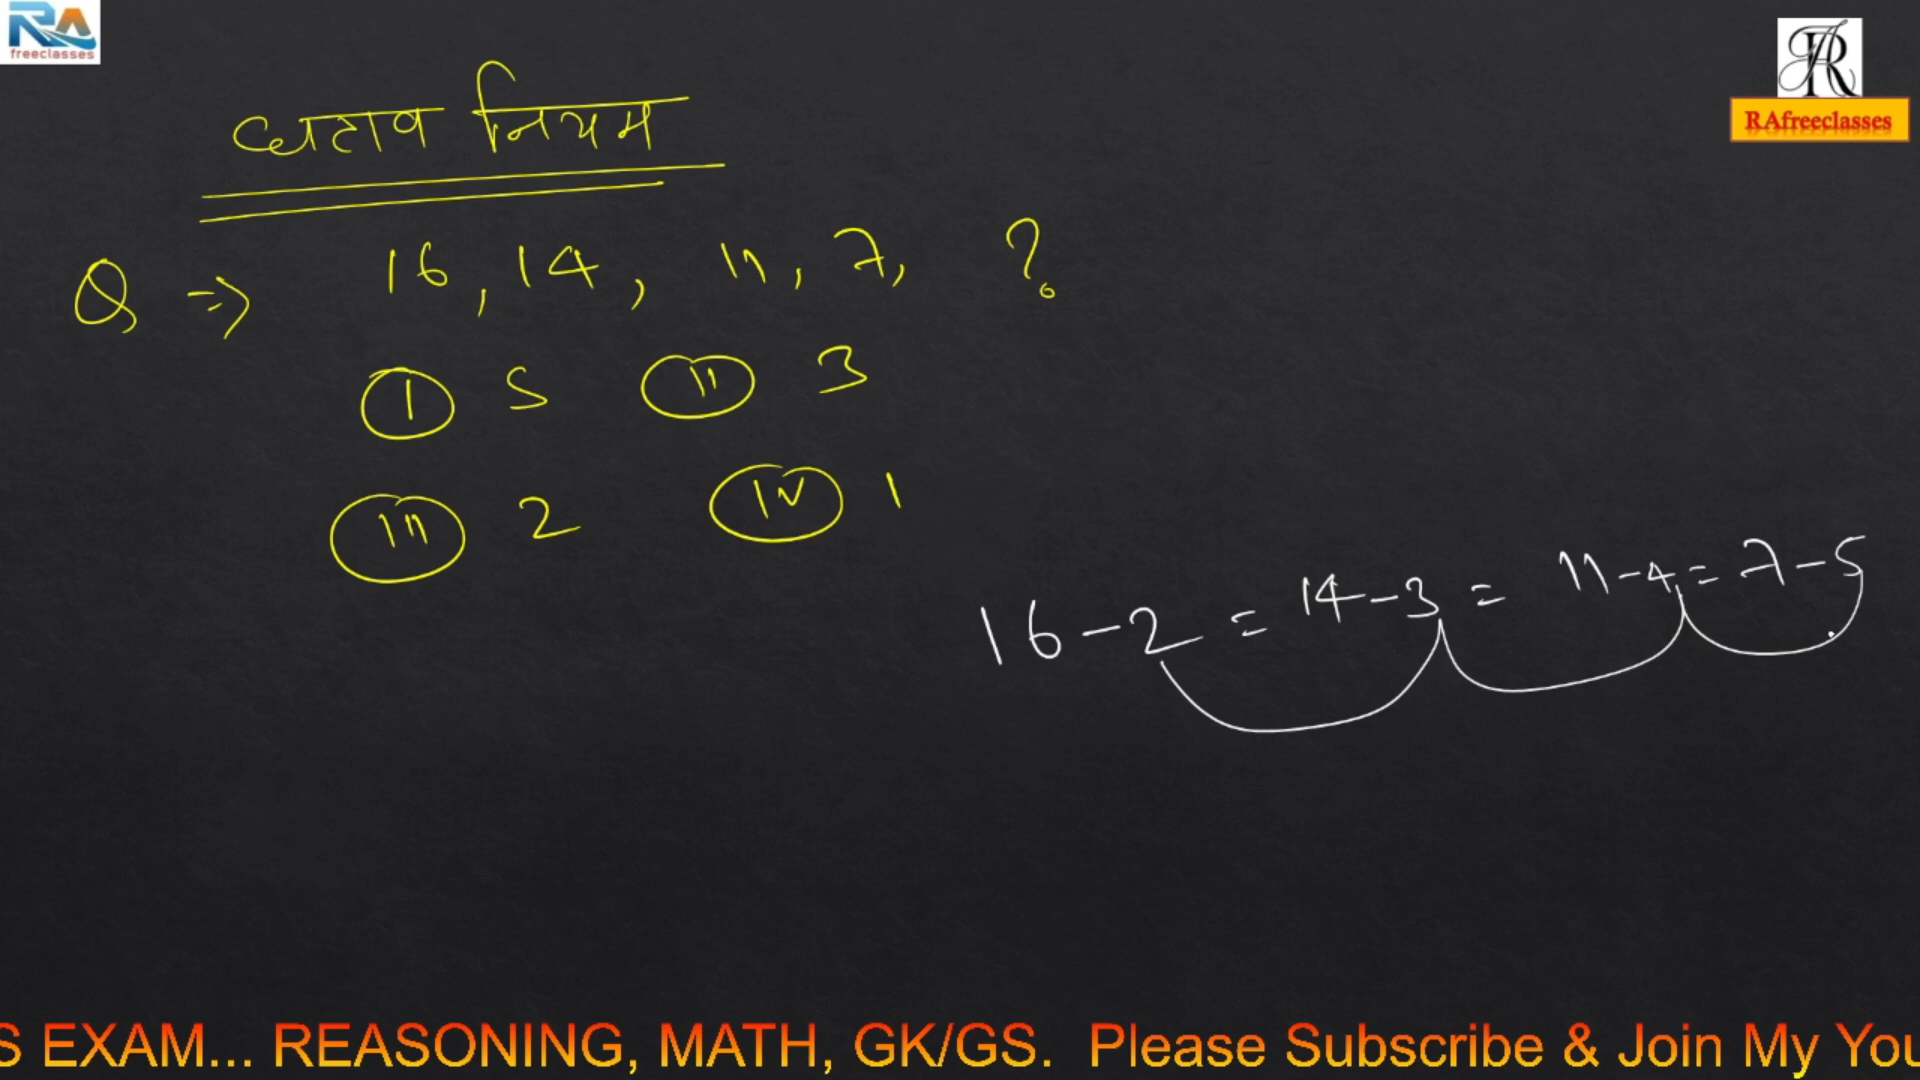 RA
freeclasses
RAfreeclasses
घटाव नियम
Q ⇒ 16, 14, 11, 7, ?
I 5 II 3
III 2 IV 1
16-2 = 14-3 = 11-4 = 7-5
S EXAM... REASONING, MATH, GK/GS. Please Subscribe & Join My You